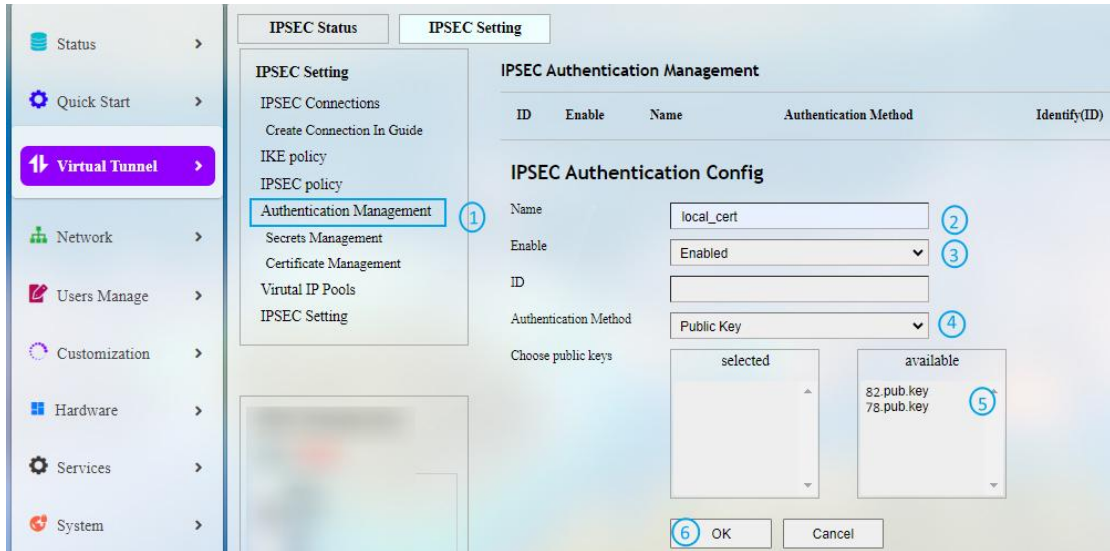 Status
Quick Start
Virtual Tunnel
Network
Users Manage
Customization
Hardware
Services
System
IPSEC Status
IPSEC Setting
IPSEC Setting
IPSEC Connections
Create Connection In Guide
IKE policy
IPSEC policy
Authentication Management
1
Secrets Management
Certificate Management
Virutal IP Pools
IPSEC Setting
IPSEC Authentication Management
ID Enable Name Authentication Method Identify(ID)
IPSEC Authentication Config
Name local_cert 2
Enable Enabled 3
ID
Authentication Method Public Key 4
Choose public keys selected available
82.pub.key
78.pub.key
5
6 OK Cancel